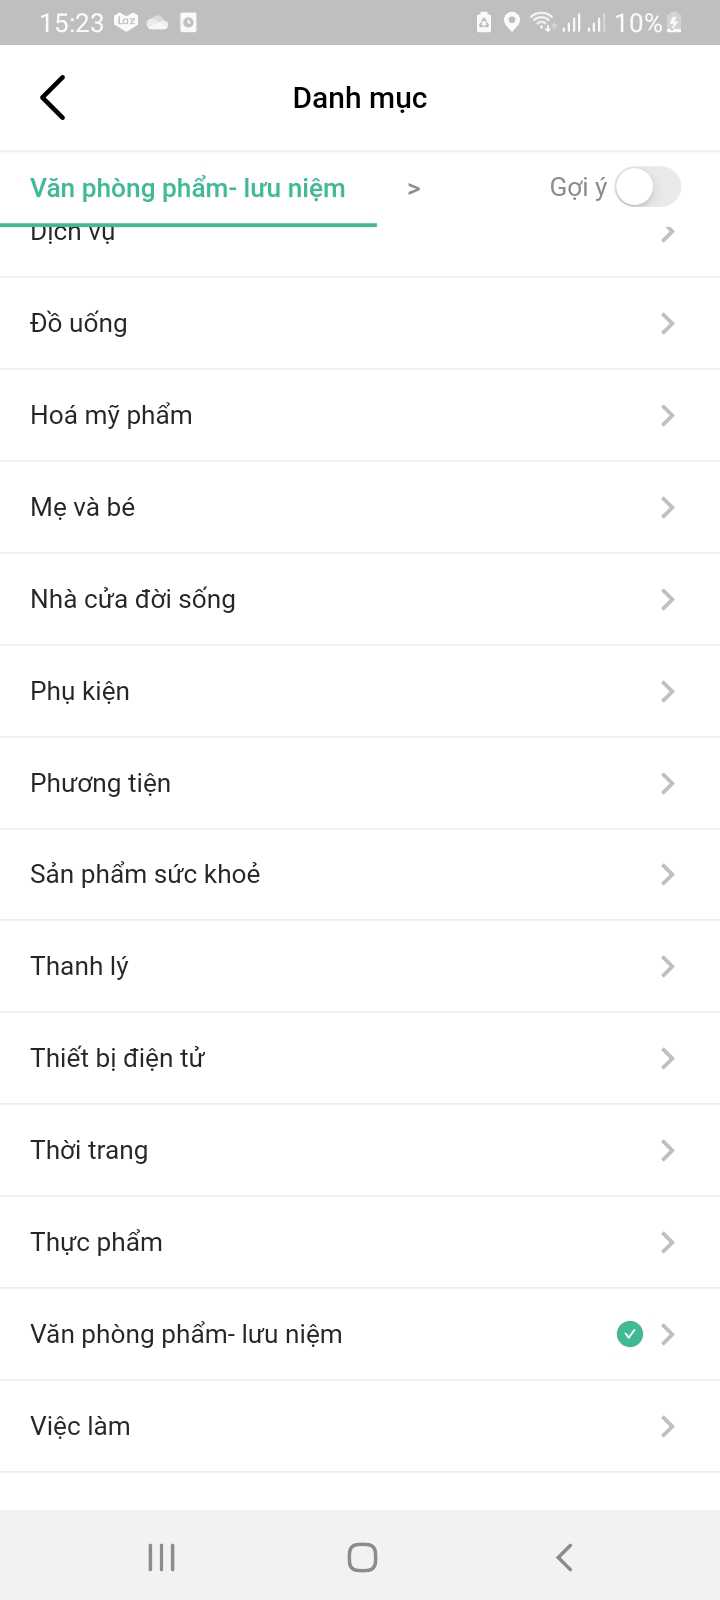 15:23
10%
Danh mục
Văn phòng phẩm- lưu niệm >
Gợi ý
Dịch vụ
Đồ uống
Hoá mỹ phẩm
Mẹ và bé
Nhà cửa đời sống
Phụ kiện
Phương tiện
Sản phẩm sức khoẻ
Thanh lý
Thiết bị điện tử
Thời trang
Thực phẩm
Văn phòng phẩm- lưu niệm
Việc làm